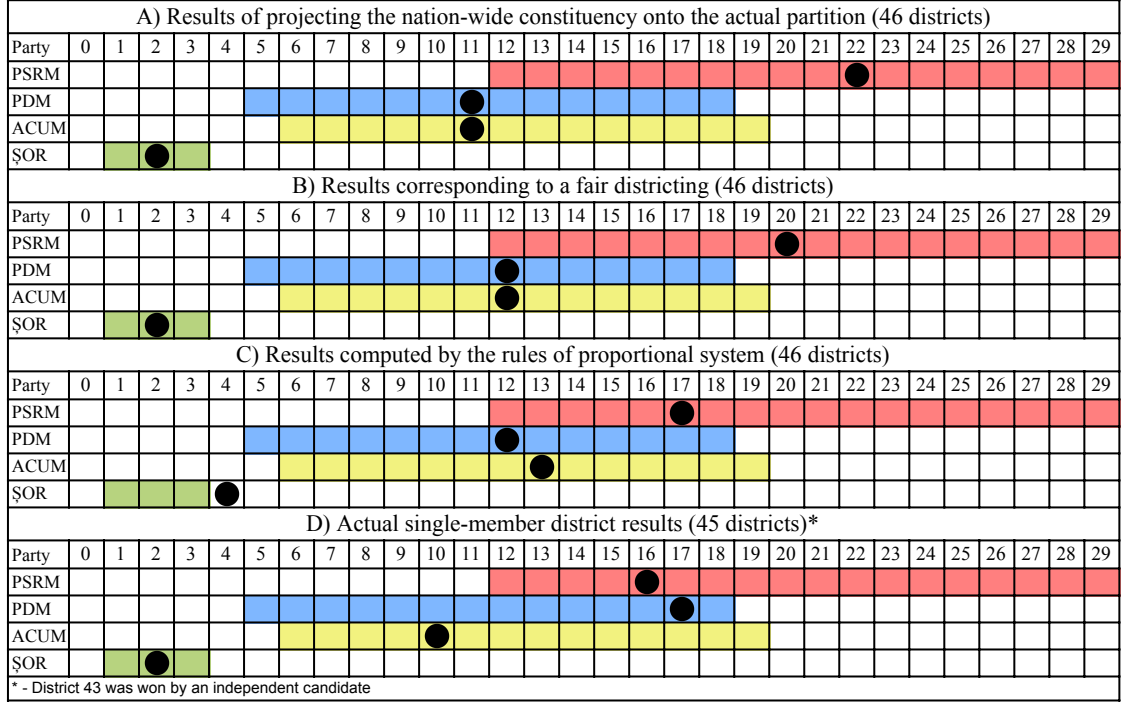 A) Results of projecting the nation-wide constituency onto the actual partition (46 districts)
Party 0 1 2 3 4 5 6 7 8 9 10 11 12 13 14 15 16 17 18 19 20 21 22 23 24 25 26 27 28 29
PSRM
PDM
ACUM
ȘOR
B) Results corresponding to a fair districting (46 districts)
Party 0 1 2 3 4 5 6 7 8 9 10 11 12 13 14 15 16 17 18 19 20 21 22 23 24 25 26 27 28 29
PSRM
PDM
ACUM
ȘOR
C) Results computed by the rules of proportional system (46 districts)
Party 0 1 2 3 4 5 6 7 8 9 10 11 12 13 14 15 16 17 18 19 20 21 22 23 24 25 26 27 28 29
PSRM
PDM
ACUM
ȘOR
D) Actual single-member district results (45 districts)*
Party 0 1 2 3 4 5 6 7 8 9 10 11 12 13 14 15 16 17 18 19 20 21 22 23 24 25 26 27 28 29
PSRM
PDM
ACUM
ȘOR
* - District 43 was won by an independent candidate